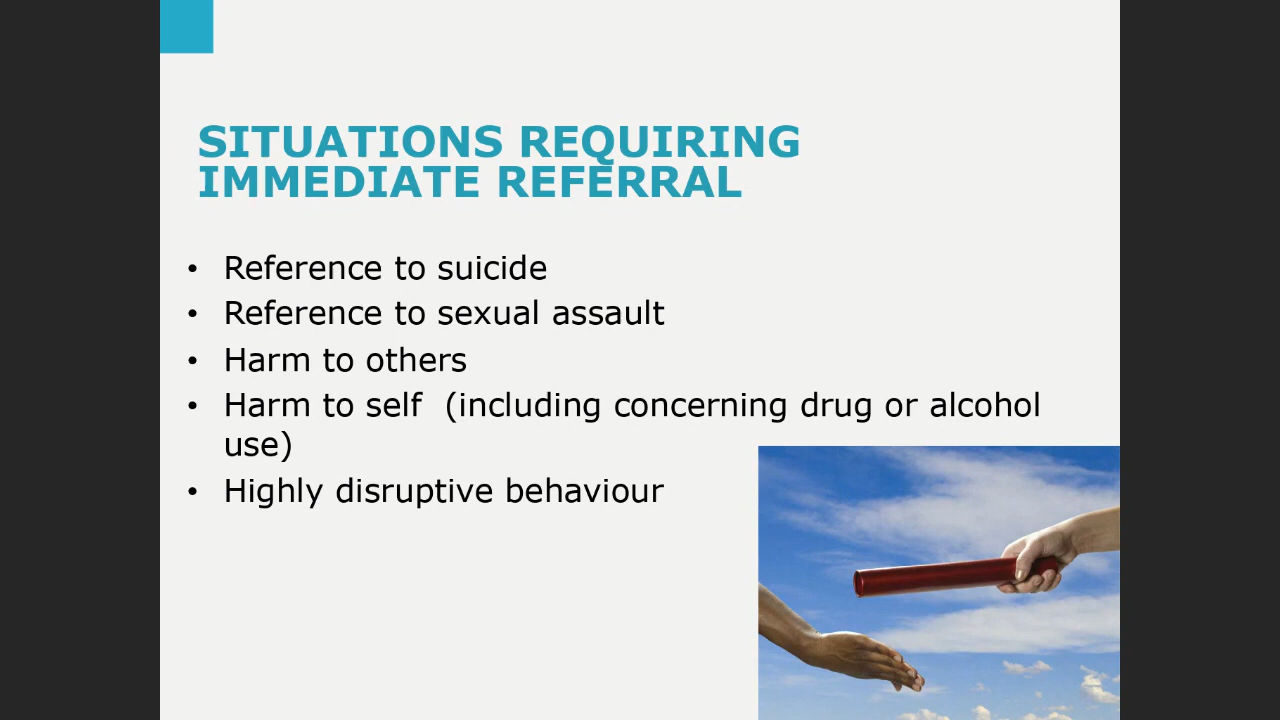 SITUATIONS REQUIRING
IMMEDIATE REFERRAL
• Reference to suicide
• Reference to sexual assault
• Harm to others
• Harm to self  (including concerning drug or alcohol
use)
• Highly disruptive behaviour